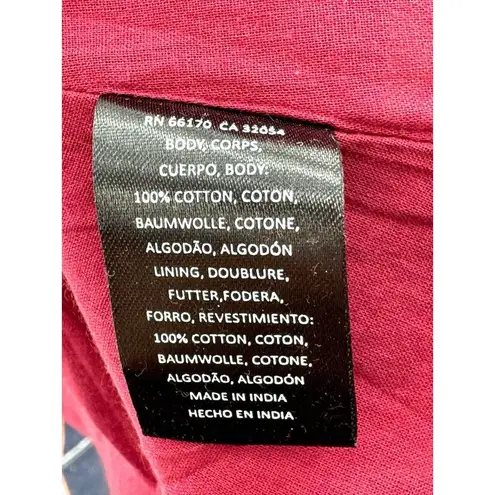 RN 66170 CA 32054
BODY, CORPS,
CUERPO, BODY:
100% COTTON, COTON,
BAUMWOLLE, COTONE,
ALGODÃO, ALGODÓN
LINING, DOUBLURE,
FUTTER,FODERA,
FORRO, REVESTIMIENTO:
100% COTTON, COTON,
BAUMWOLLE, COTONE,
ALGODÃO, ALGODÓN
MADE IN INDIA
HECHO EN INDIA